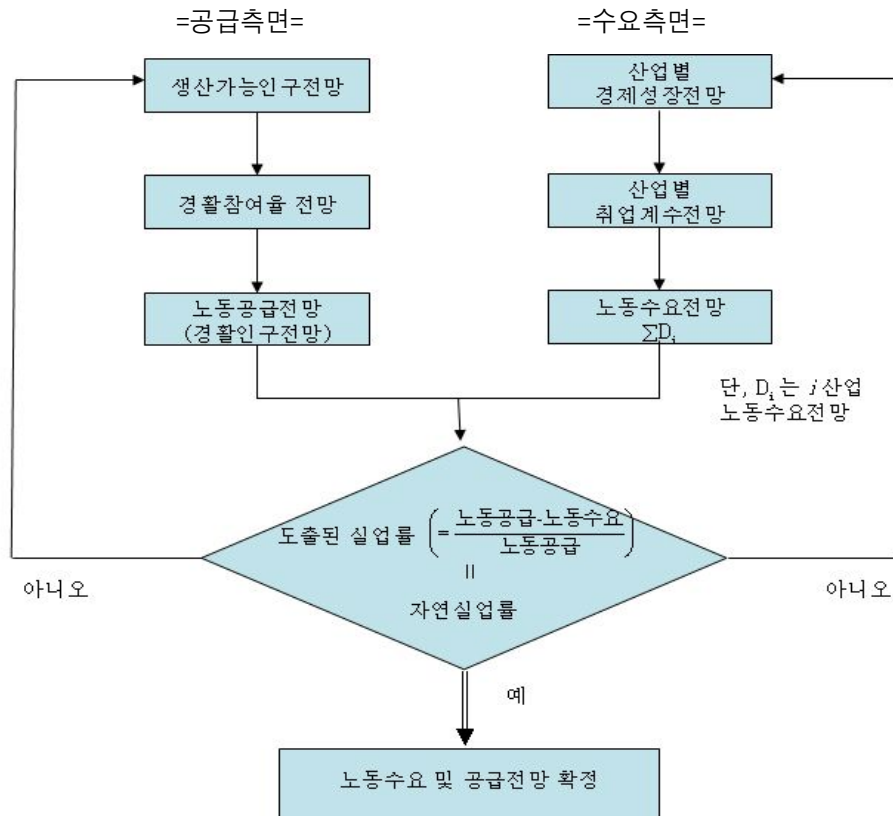 =공급측면=
생산가능인구전망
경활참여율 전망
노동공급전망
(경활인구전망)
=수요측면=
산업별
경제성장전망
산업별
취업계수전망
노동수요전망
ΣDᵢ
단, Dᵢ는 i산업
노동수요전망
도출된 실업률 (= 노동공급-노동수요 / 노동공급)
=
자연실업률
아니오
아니오
예
노동수요 및 공급전망 확정